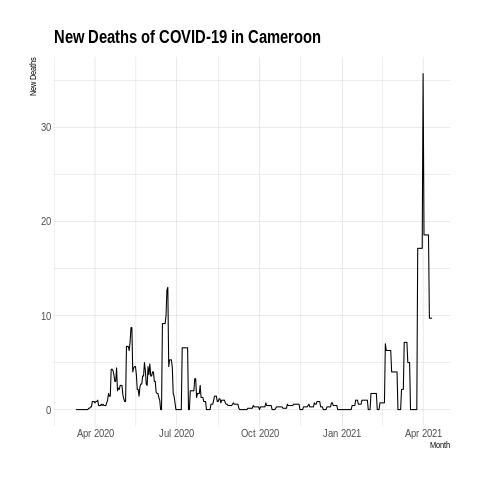 New Deaths of COVID-19 in Cameroon
New Deaths
30
20
10
0
Apr 2020 Jul 2020 Oct 2020 Jan 2021 Apr 2021
Month